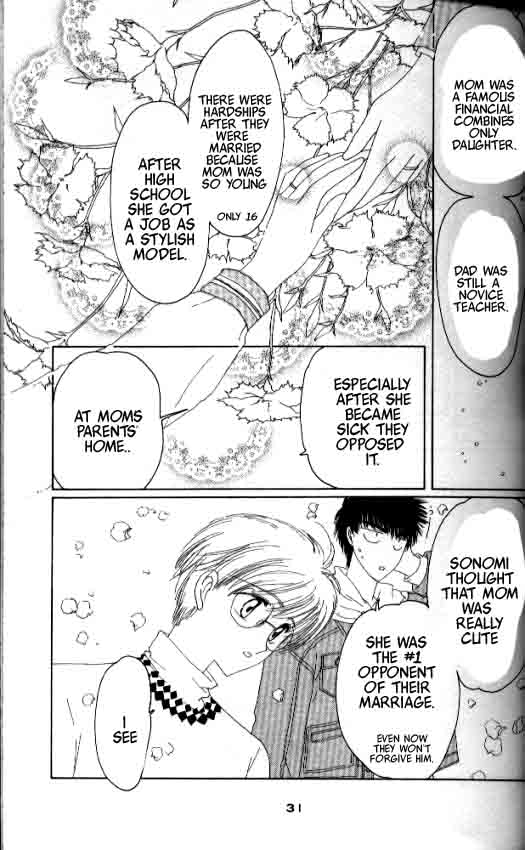 MOM WAS
A FAMOUS
FINANCIAL
COMBINES
ONLY
DAUGHTER.
DAD WAS
STILL A
NOVICE
TEACHER.
THERE WERE
HARDSHIPS
AFTER THEY
WERE
MARRIED
BECAUSE
MOM WAS
SO YOUNG
ONLY 16
AFTER
HIGH
SCHOOL
SHE GOT
A JOB AS
A STYLISH
MODEL.
ESPECIALLY
AFTER SHE
BECAME
SICK THEY
OPPOSED
IT.
AT MOMS
PARENTS'
HOME..
SONOMI
THOUGHT
THAT MOM
WAS
REALLY
CUTE
SHE WAS
THE #1
OPPONENT
OF THEIR
MARRIAGE.
EVEN NOW
THEY WON'T
FORGIVE HIM.
I
SEE
31